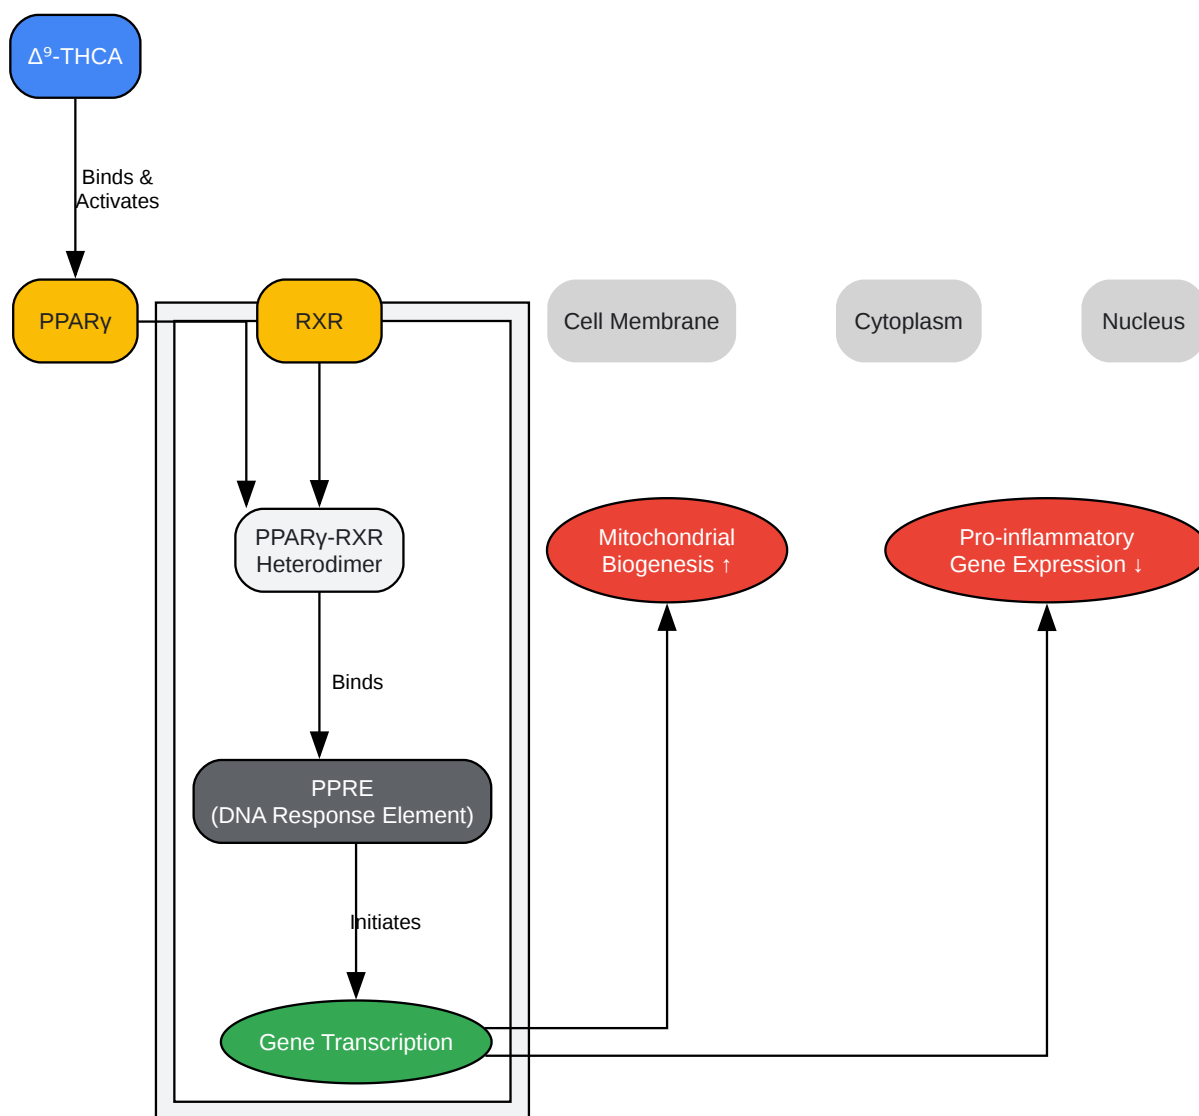 Δ⁹-THCA
Binds &
Activates
PPARγ
RXR
Cell Membrane
Cytoplasm
Nucleus
PPARγ-RXR
Heterodimer
Mitochondrial
Biogenesis ↑
Pro-inflammatory
Gene Expression ↓
Binds
PPRE
(DNA Response Element)
Initiates
Gene Transcription